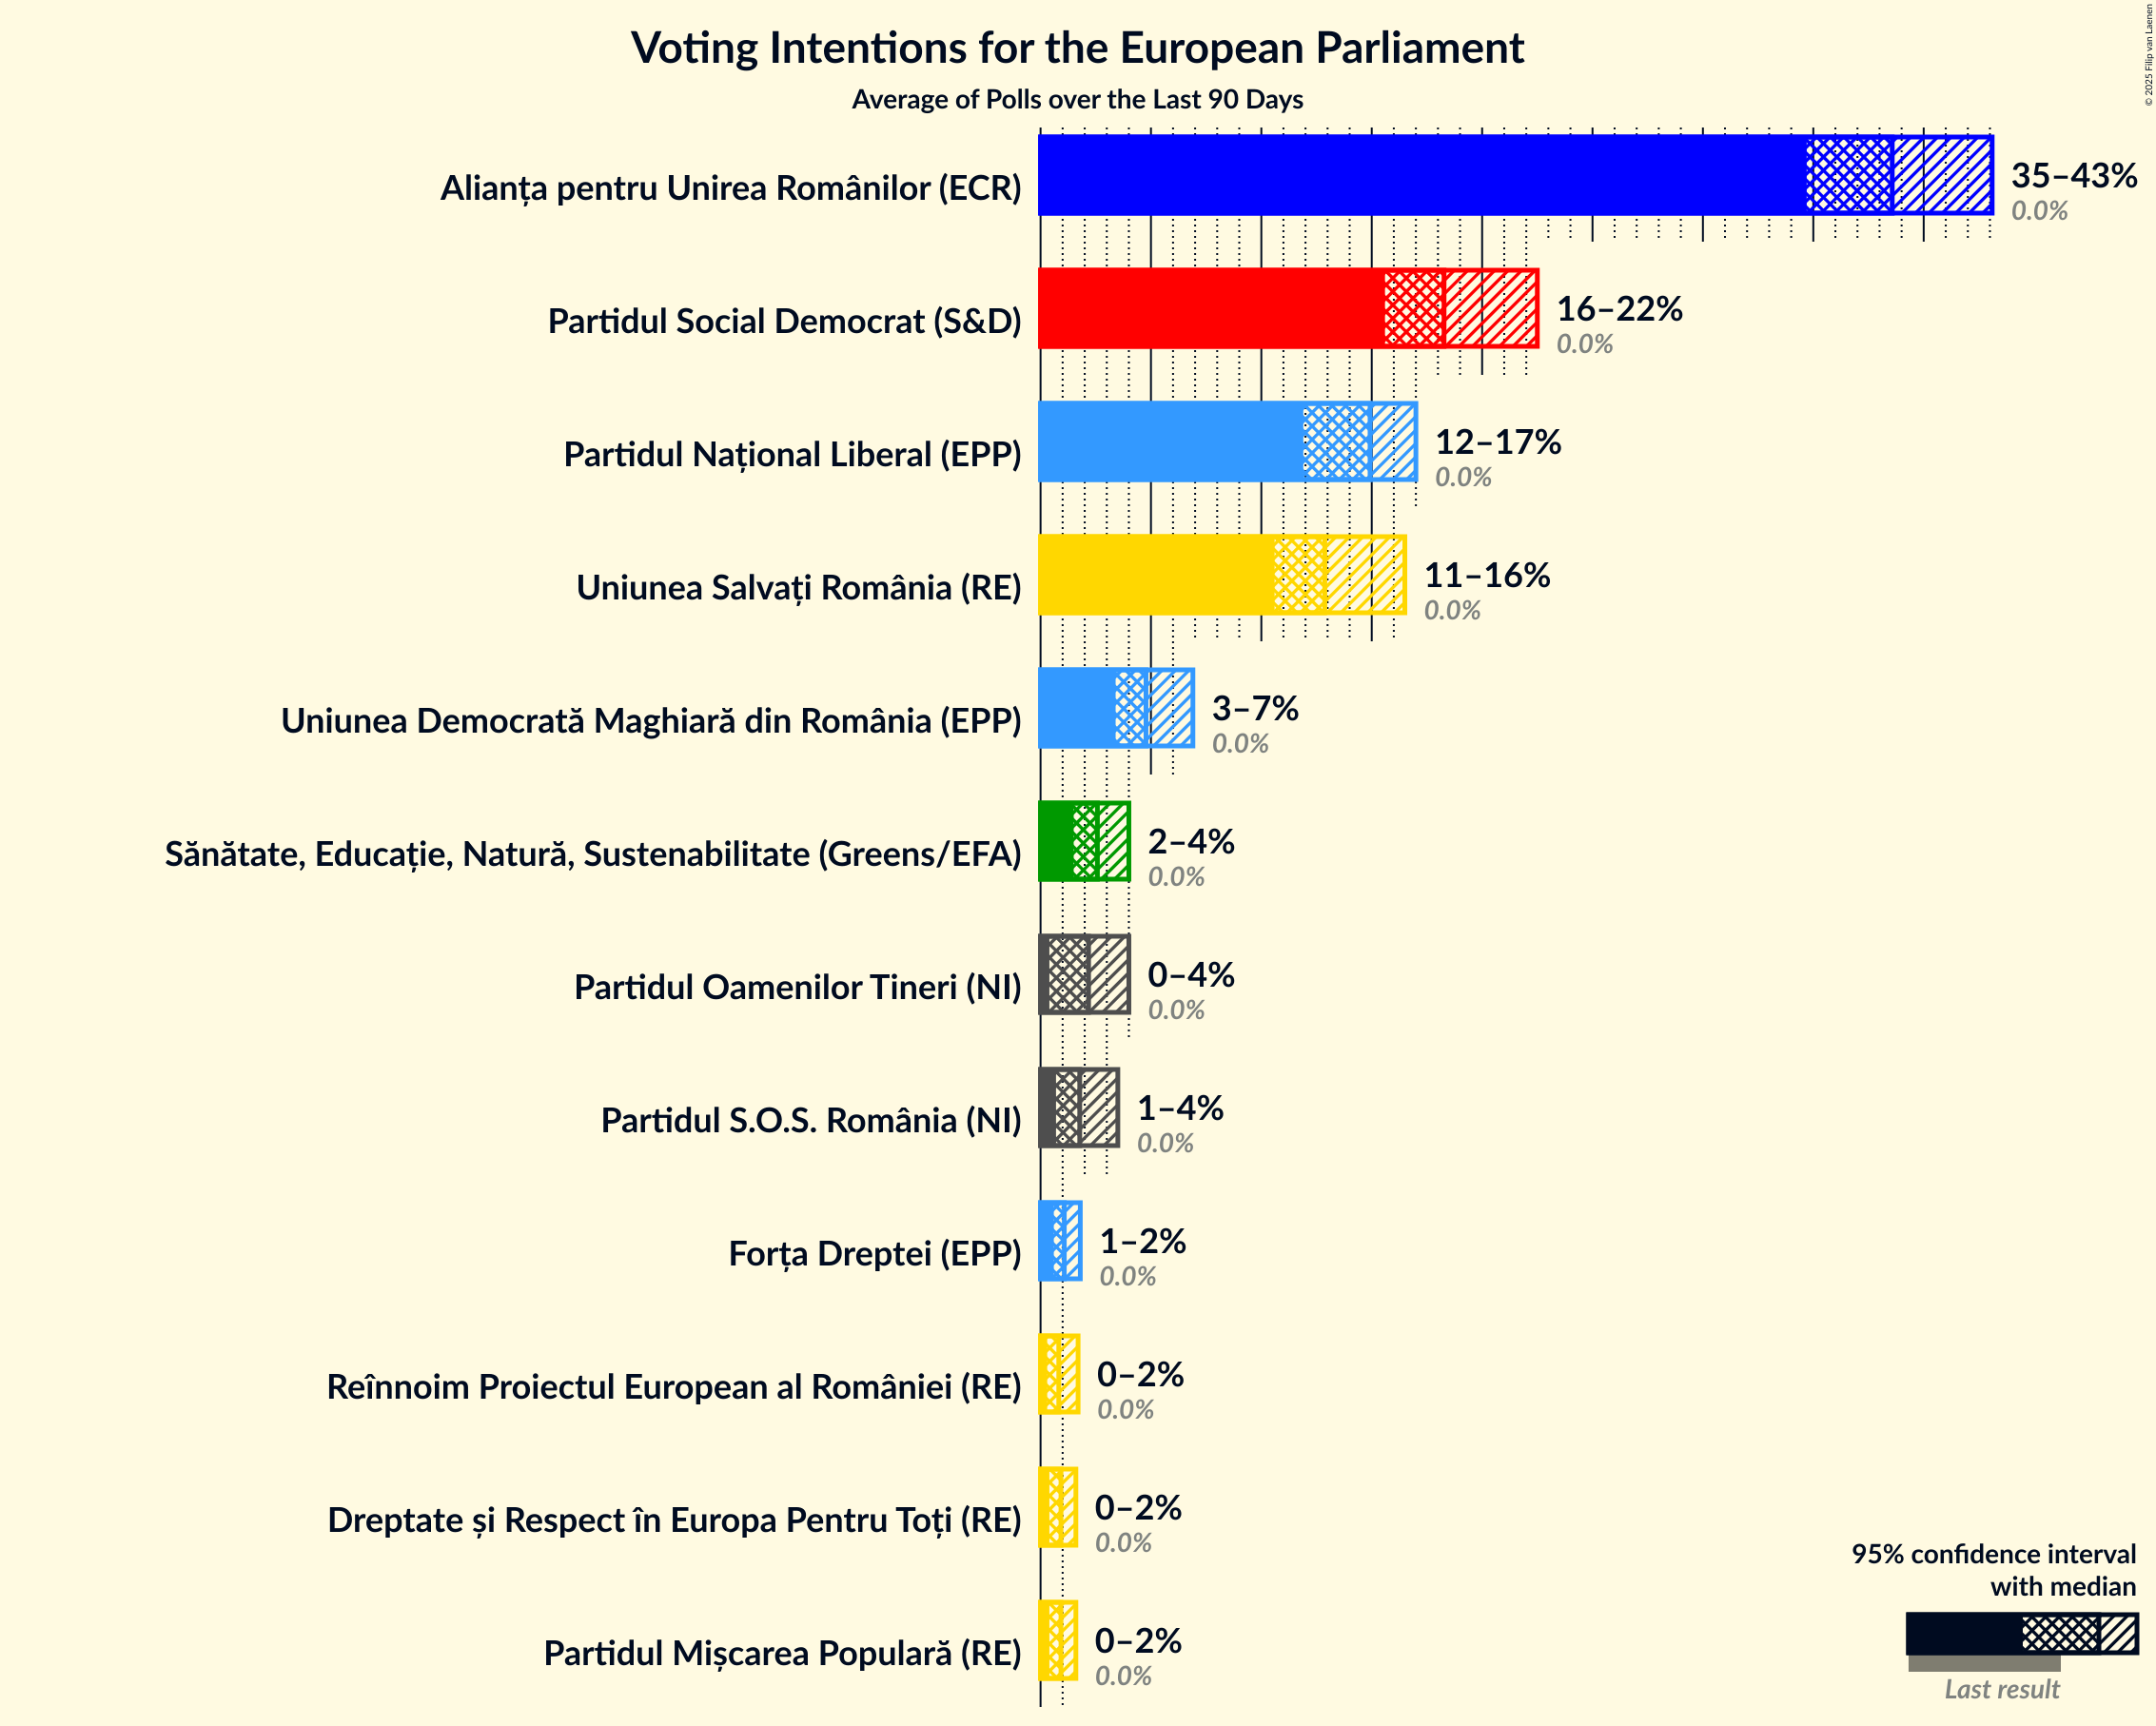 © 2025 Filip van Laenen
Voting Intentions for the European Parliament
Average of Polls over the Last 90 Days
Alianța pentru Unirea Românilor (ECR)
35–43%
0.0%
Partidul Social Democrat (S&D)
16–22%
0.0%
Partidul Național Liberal (EPP)
12–17%
0.0%
Uniunea Salvați România (RE)
11–16%
0.0%
Uniunea Democrată Maghiară din România (EPP)
3–7%
0.0%
Sănătate, Educație, Natură, Sustenabilitate (Greens/EFA)
2–4%
0.0%
Partidul Oamenilor Tineri (NI)
0–4%
0.0%
Partidul S.O.S. România (NI)
1–4%
0.0%
Forța Dreptei (EPP)
1–2%
0.0%
Reînnoim Proiectul European al României (RE)
0–2%
0.0%
Dreptate și Respect în Europa Pentru Toți (RE)
0–2%
0.0%
Partidul Mișcarea Populară (RE)
0–2%
0.0%
95% confidence interval
with median
Last result